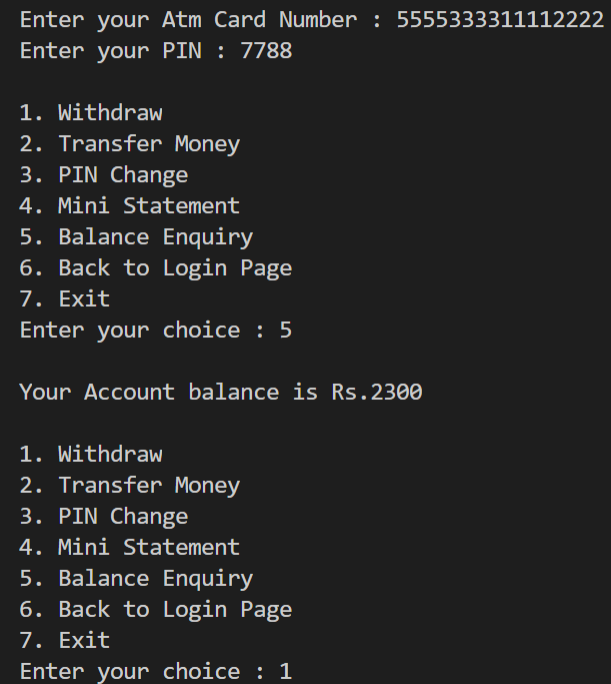 Enter your Atm Card Number : 5555333311112222
Enter your PIN : 7788
1. Withdraw
2. Transfer Money
3. PIN Change
4. Mini Statement
5. Balance Enquiry
6. Back to Login Page
7. Exit
Enter your choice : 5
Your Account balance is Rs.2300
1. Withdraw
2. Transfer Money
3. PIN Change
4. Mini Statement
5. Balance Enquiry
6. Back to Login Page
7. Exit
Enter your choice : 1